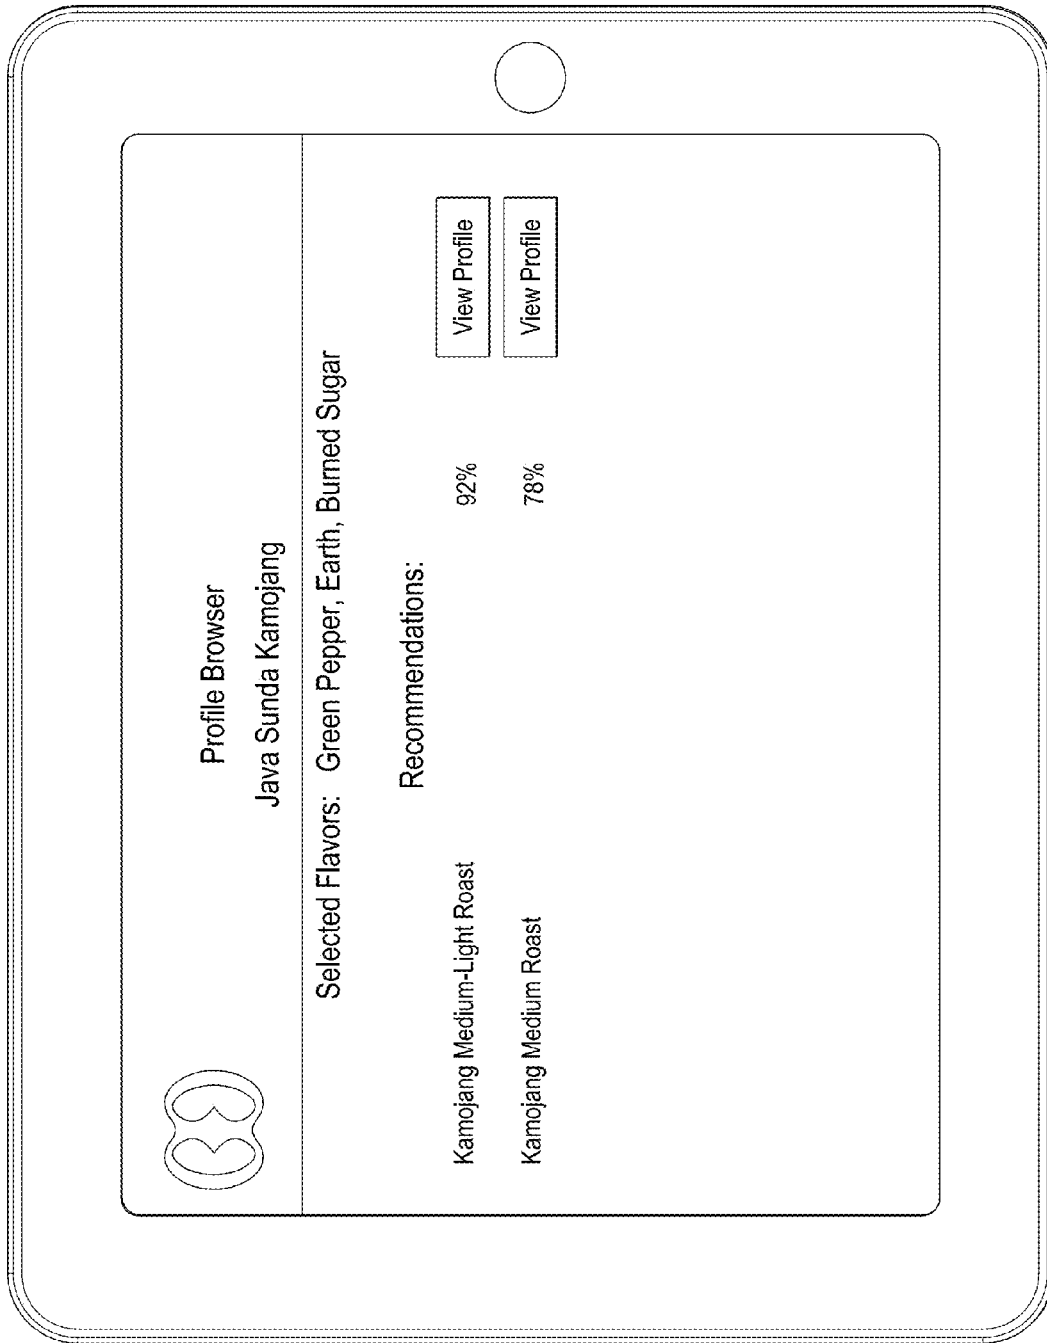 Profile Browser
Java Sunda Kamojang
Selected Flavors: Green Pepper, Earth, Burned Sugar
Recommendations:
Kamojang Medium-Light Roast 92% View Profile
Kamojang Medium Roast 78% View Profile